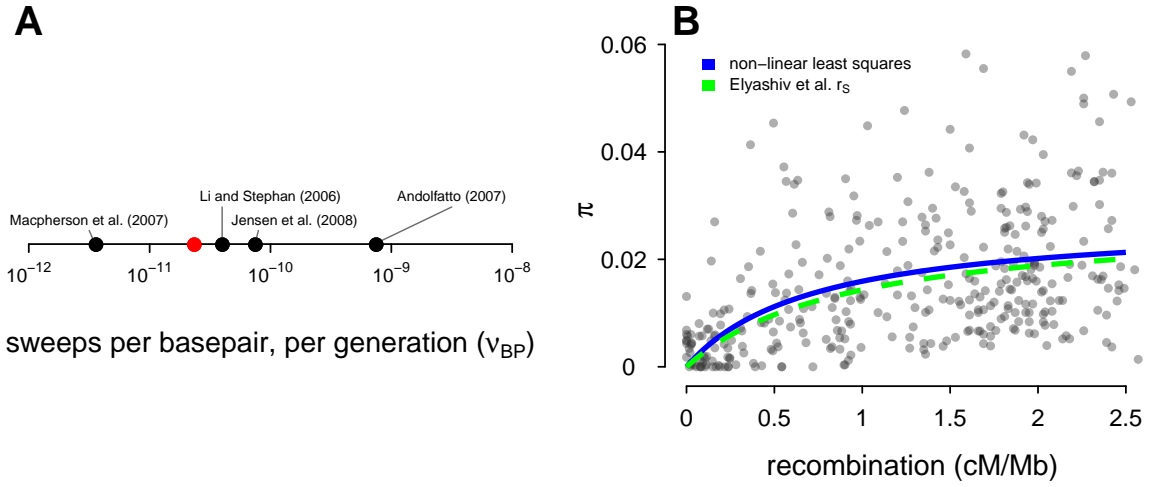 A
Macpherson et al. (2007)
Li and Stephan (2006)
Jensen et al. (2008)
Andolfatto (2007)
10−12
10−11
10−10
10−9
10−8
sweeps per basepair, per generation (νBP)
B
non−linear least squares
Elyashiv et al. rS
π
0.06
0.04
0.02
0
0 0.5 1 1.5 2 2.5
recombination (cM/Mb)